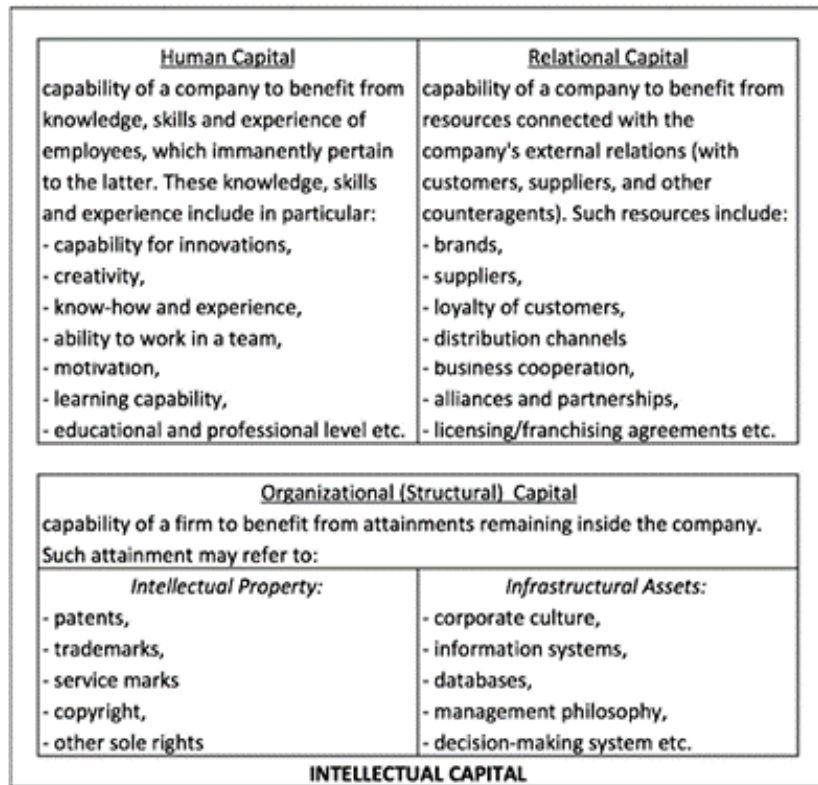 Human Capital
capability of a company to benefit from
knowledge, skills and experience of
employees, which immanently pertain
to the latter. These knowledge, skills
and experience include in particular:
- capability for innovations,
- creativity,
- know-how and experience,
- ability to work in a team,
- motivation,
- learning capability,
- educational and professional level etc.
Relational Capital
capability of a company to benefit from
resources connected with the
company's external relations (with
customers, suppliers, and other
counteragents). Such resources include:
- brands,
- suppliers,
- loyalty of customers,
- distribution channels
- business cooperation,
- alliances and partnerships,
- licensing/franchising agreements etc.
Organizational (Structural) Capital
capability of a firm to benefit from attainments remaining inside the company.
Such attainment may refer to:
Intellectual Property:
- patents,
- trademarks,
- service marks
- copyright,
- other sole rights
Infrastructural Assets:
- corporate culture,
- information systems,
- databases,
- management philosophy,
- decision-making system etc.
INTELLECTUAL CAPITAL